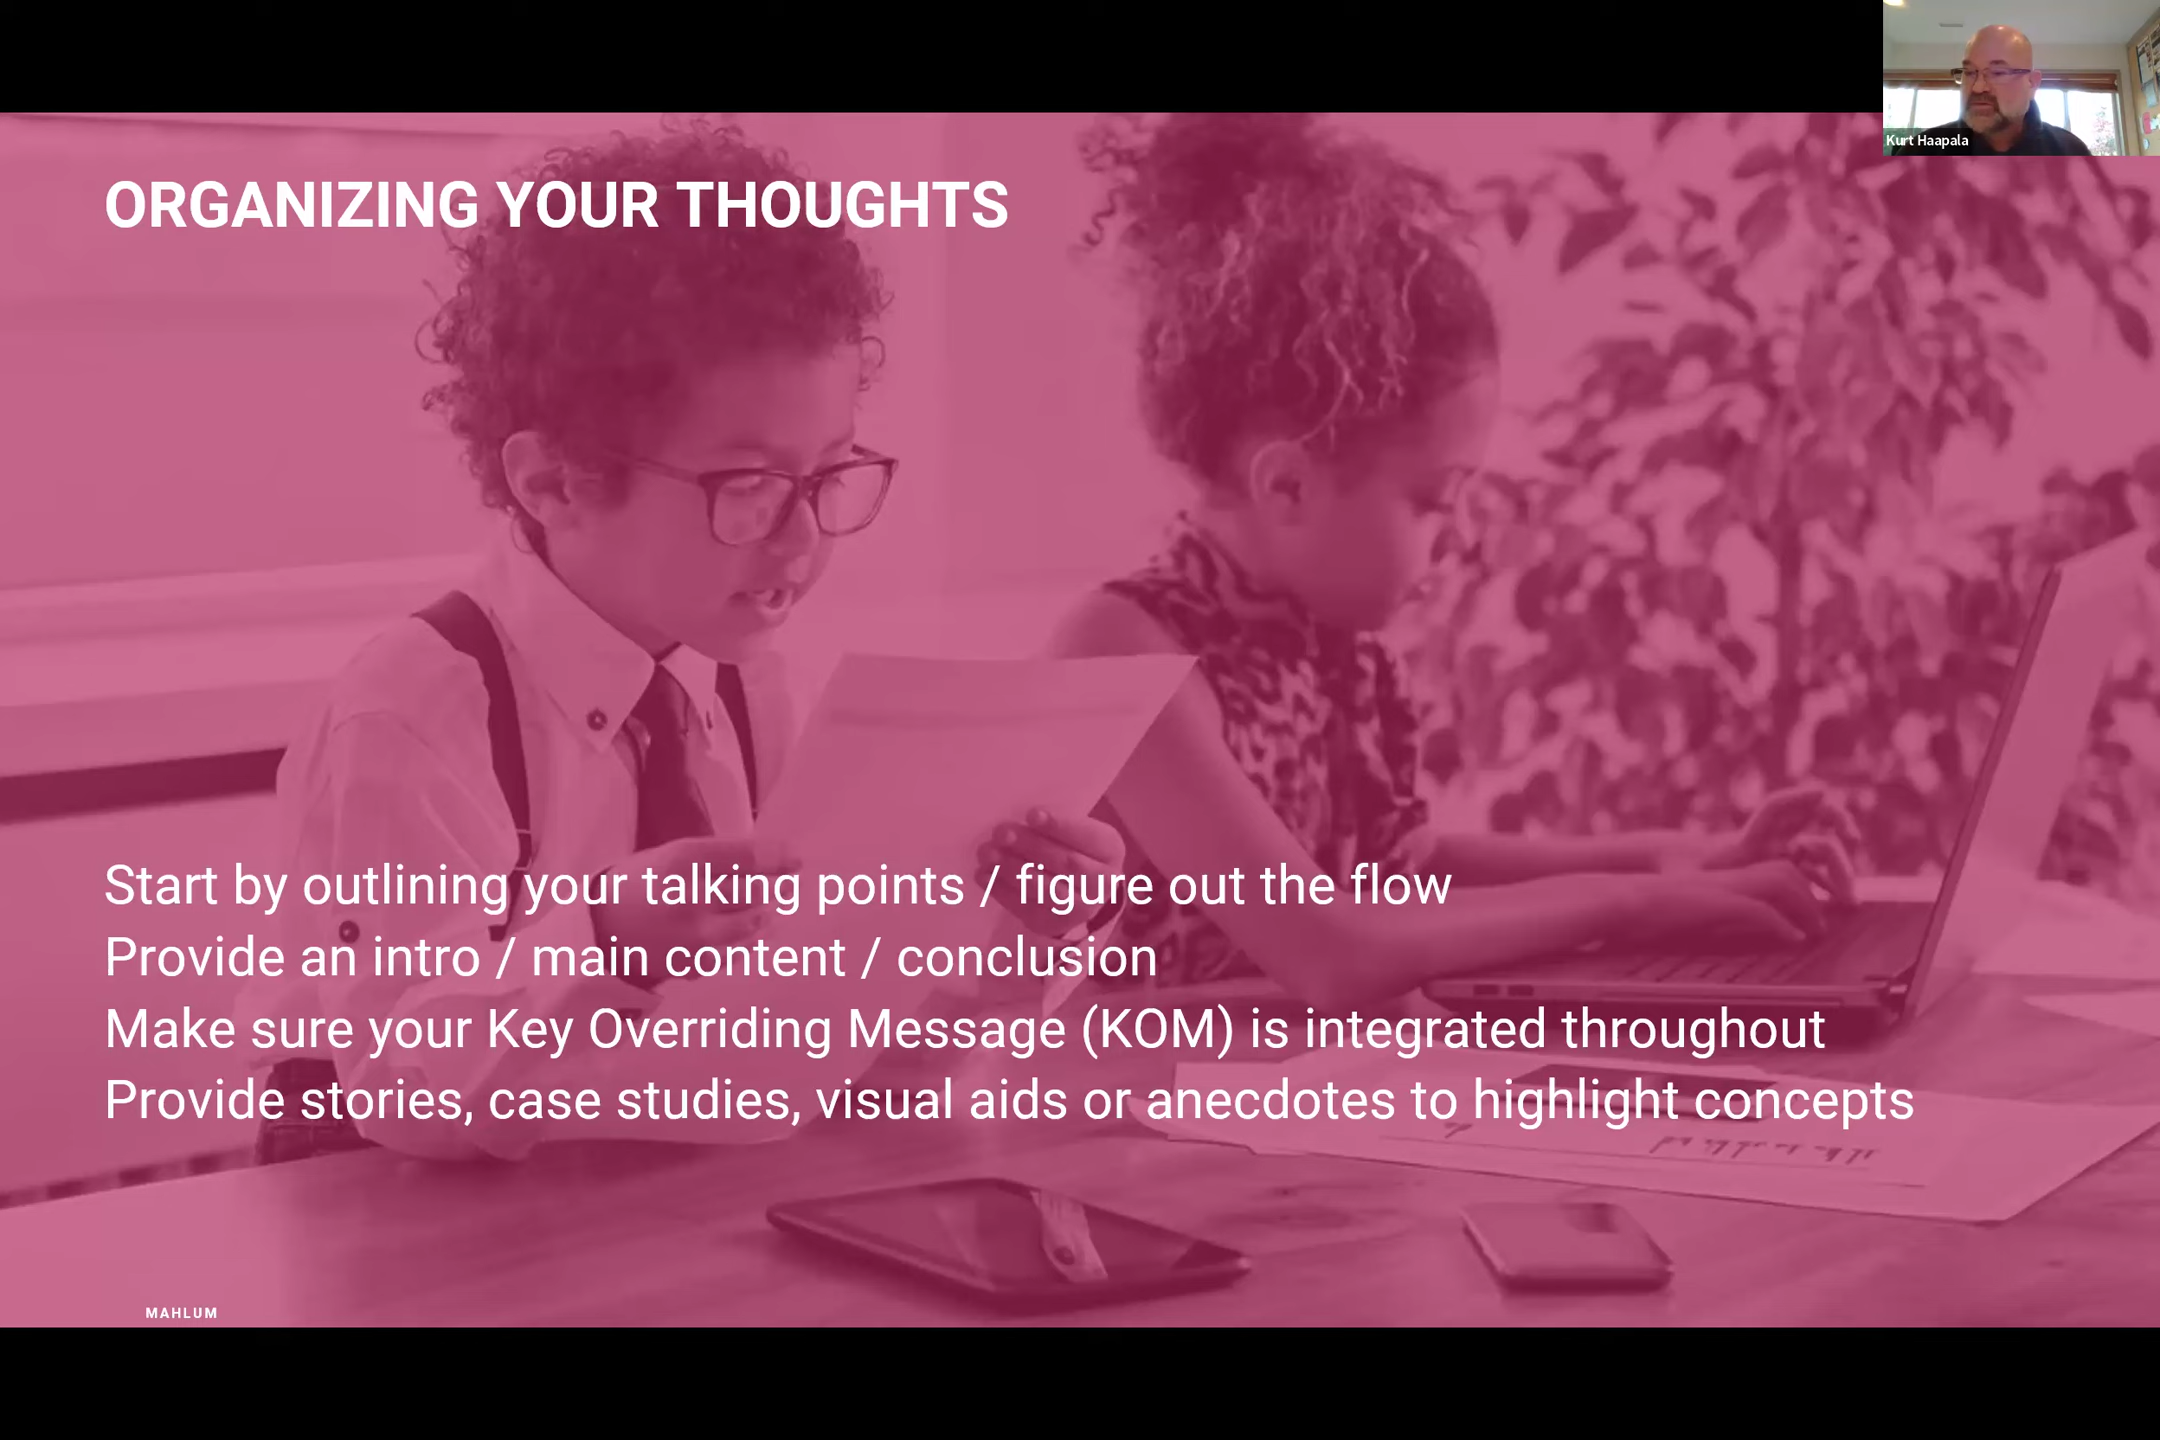 Kurt Haapala
ORGANIZING YOUR THOUGHTS
Start by outlining your talking points / figure out the flow
Provide an intro / main content / conclusion
Make sure your Key Overriding Message (KOM) is integrated throughout
Provide stories, case studies, visual aids or anecdotes to highlight concepts
MAHLUM